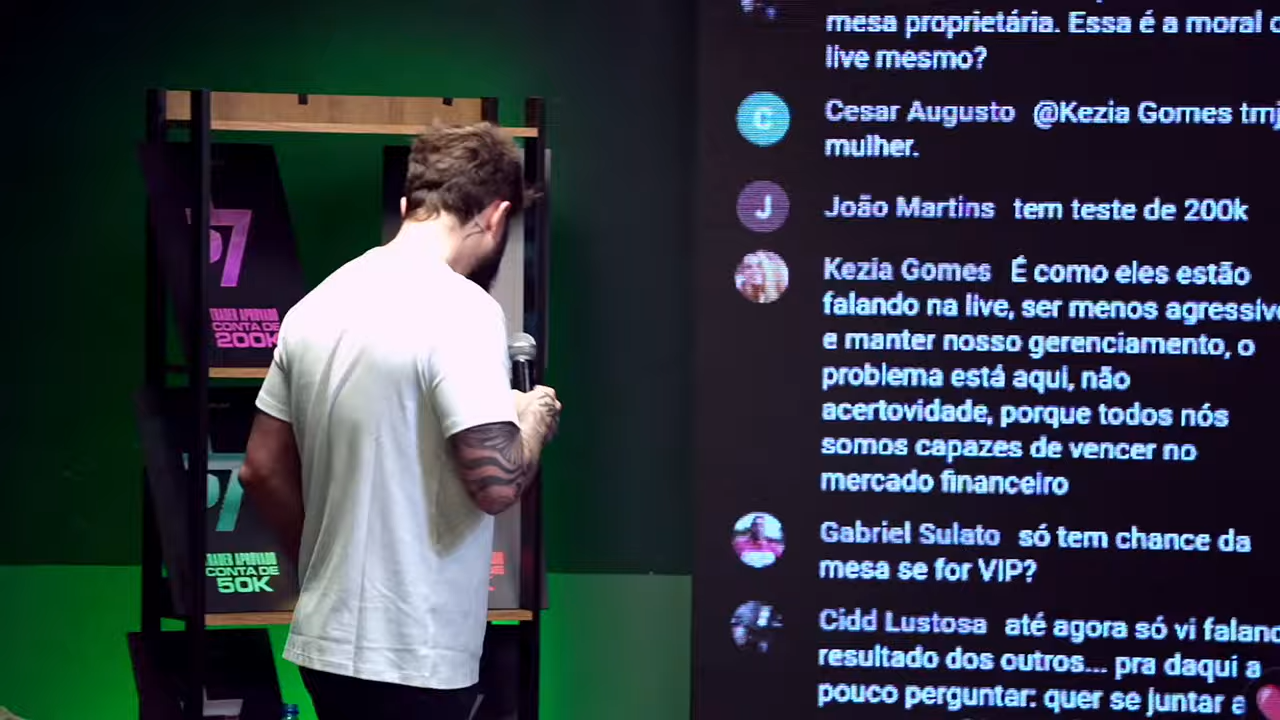 mesa proprietária. Essa é a moral
live mesmo?
C
Cesar Augusto @Kezia Gomes tmj
mulher.
J
João Martins tem teste de 200k
Kezia Gomes É como eles estão
falando na live, ser menos agressivo
e manter nosso gerenciamento, o
problema está aqui, não
acertovidade, porque todos nós
somos capazes de vencer no
mercado financeiro
Gabriel Sulato só tem chance da
mesa se for VIP?
Cidd Lustosa até agora só vi faland
resultado dos outros... pra daqui a
pouco perguntar: quer se juntar a
TRADER APROVADO
CONTA DE
200K
TRADER APROVADO
CONTA DE
50K